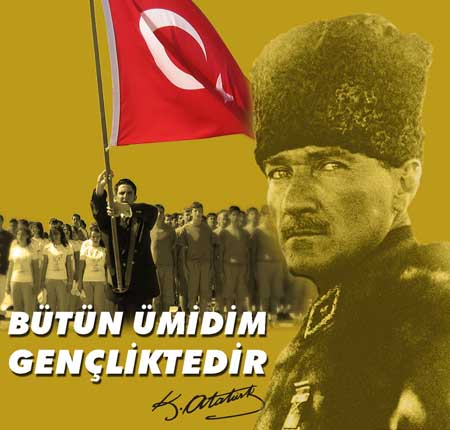 BÜTÜN ÜMİDİM
GENÇLİKTEDİR
K. Atatürk